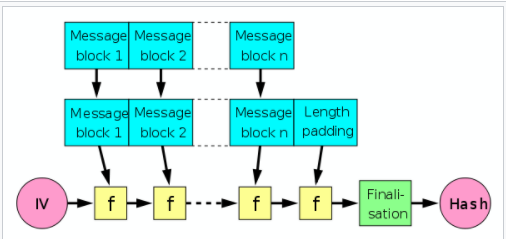 Message block 1
Message block 2
Message block n
Message block 1
Message block 2
Message block n
Length padding
IV
f
f
f
f
Finali-
sation
Hash